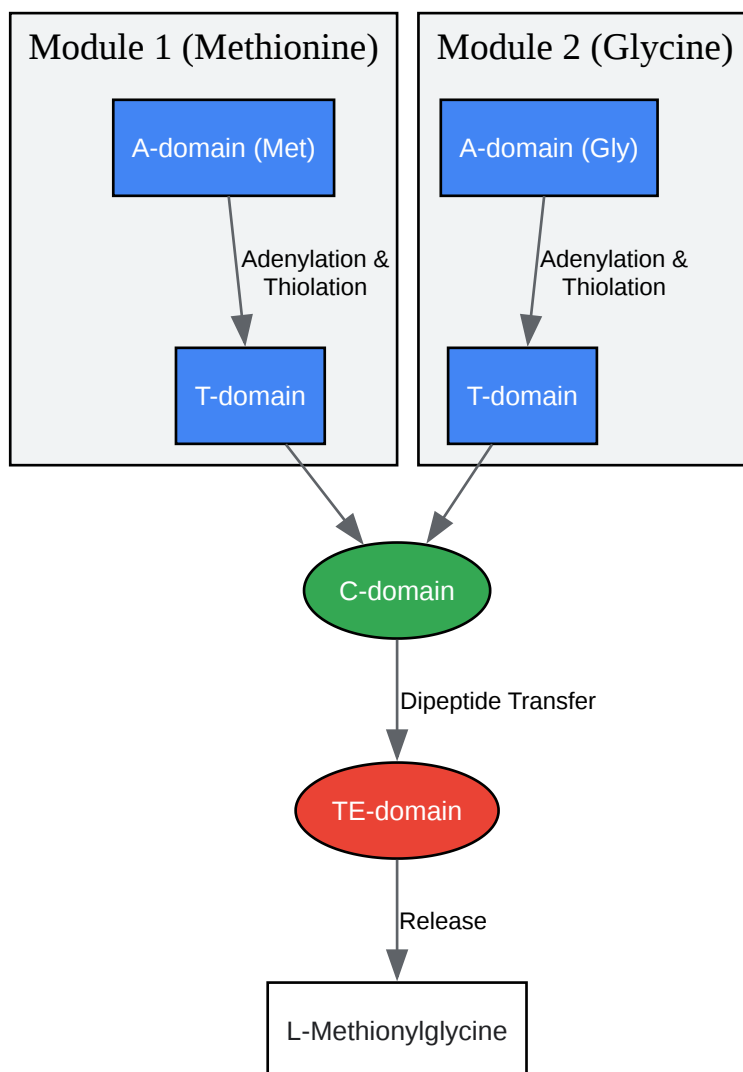 Module 1 (Methionine)
Module 2 (Glycine)
A-domain (Met)
A-domain (Gly)
Adenylation &
Thiolation
Adenylation &
Thiolation
T-domain
T-domain
C-domain
Dipeptide Transfer
TE-domain
Release
L-Methionylglycine